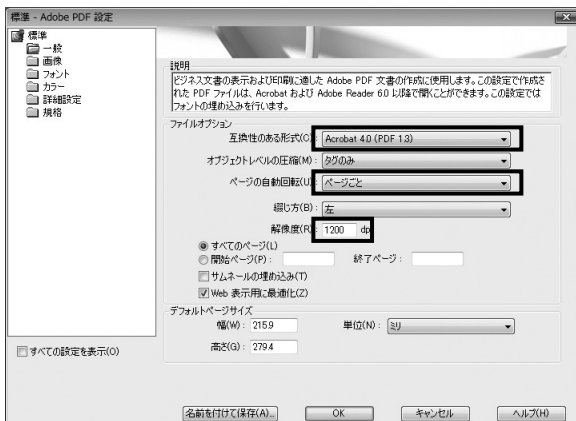 標準 - Adobe PDF 設定
標準
一般
画像
フォント
カラー
詳細設定
規格
すべての設定を表示(O)
説明
ビジネス文書の表示および印刷に適した Adobe PDF 文書の作成に使用します。この設定で作成さ
れた PDF ファイルは、Acrobat および Adobe Reader 6.0 以降で開くことができます。この設定では
フォントの埋め込みを行います。
ファイルオプション
互換性のある形式(C): Acrobat 4.0 (PDF 1.3)
オブジェクトレベルの圧縮(M): タグのみ
ページの自動回転(U): ページごと
綴じ方(B): 左
解像度(R): 1200 dp
すべてのページ(L)
開始ページ(P): 終了ページ:
サムネールの埋め込み(T)
Web 表示用に最適化(Z)
デフォルトページサイズ
幅(W): 215.9 単位(N): ミリ
高さ(G): 279.4
名前を付けて保存(A)... OK キャンセル ヘルプ(H)